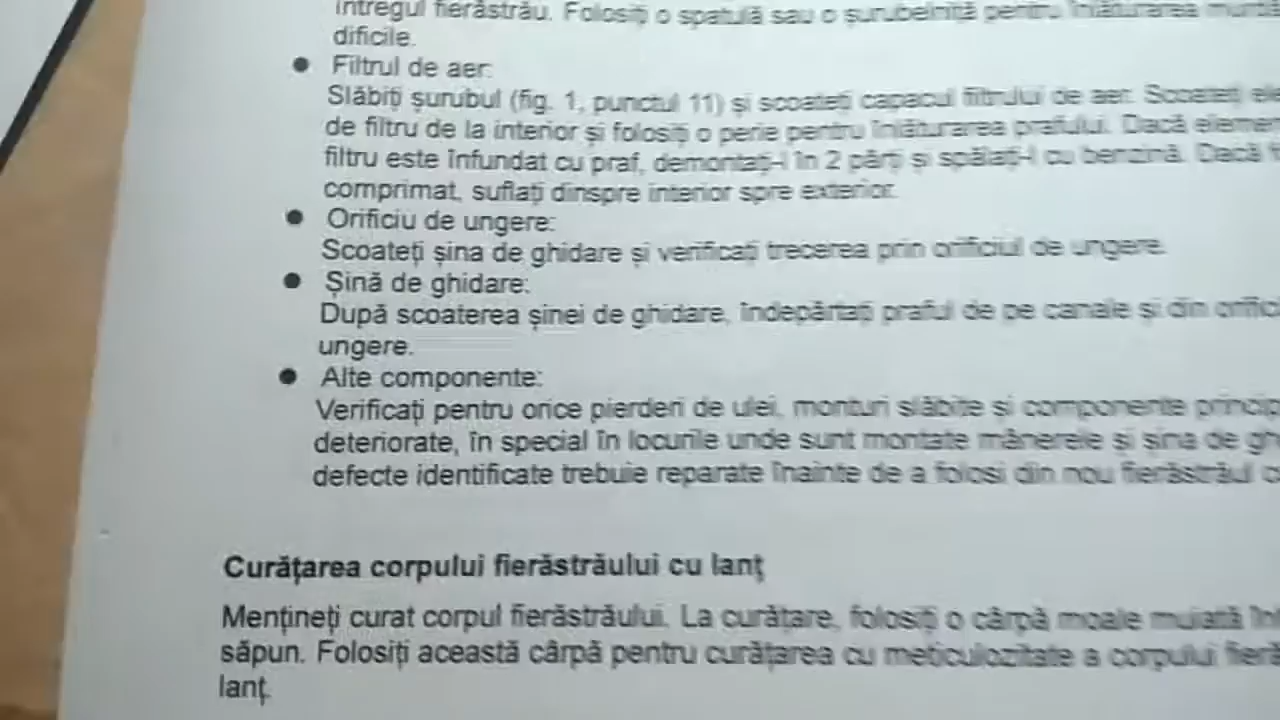 întregul fierăstrău. Folosiți o spatulă sau o șurubelniță pentru înlăturarea
dificile.
● Filtrul de aer:
Slăbiți șurubul (fig. 1, punctul 11) și scoateți capacul filtrului de aer. Scoateți
de filtru de la interior și folosiți o perie pentru înlăturarea prafului. Dacă
filtru este înfundat cu praf, demontați-l în 2 părți și spălați-l cu benzină. Dacă
comprimat, suflați dinspre interior spre exterior.
● Orificiu de ungere:
Scoateți șina de ghidare și verificați trecerea prin orificiul de ungere.
● Șină de ghidare:
După scoaterea șinei de ghidare, îndepărtați praful de pe canale și din
ungere.
● Alte componente:
Verificați pentru orice pierderi de ulei, monturi slăbite și componente
deteriorate, în special în locurile unde sunt montate mânerele și șina de
defecte identificate trebuie reparate înainte de a folosi din nou fierăstrăul
Curățarea corpului fierăstrăului cu lanț
Mențineți curat corpul fierăstrăului. La curățare, folosiți o cârpă moale muiată
săpun. Folosiți această cârpă pentru curățarea cu meticulozitate a corpului
lanț.